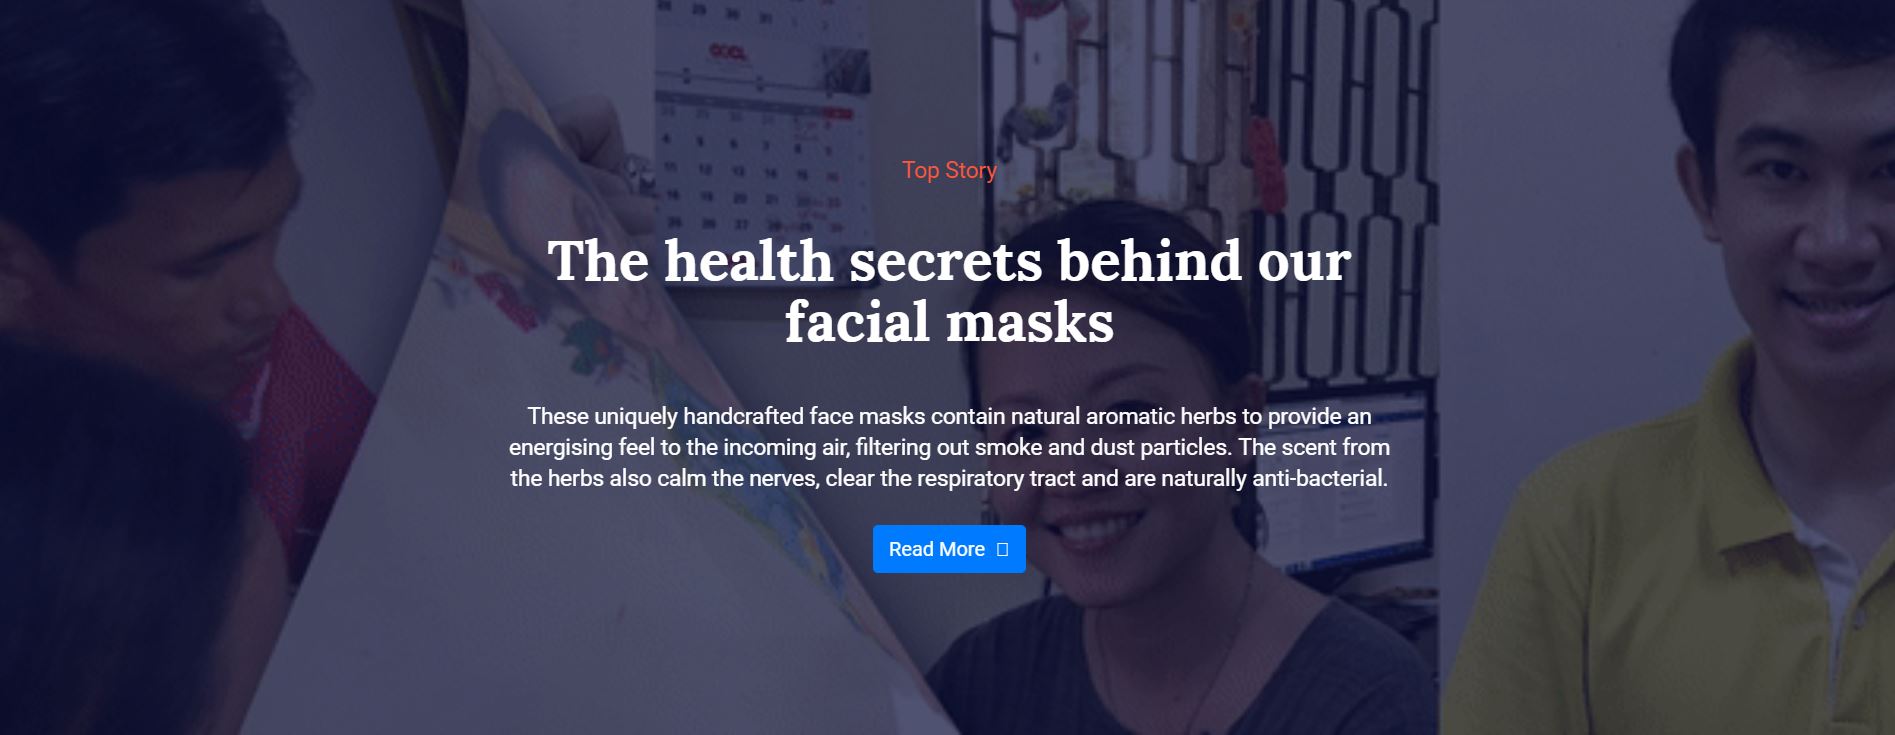 Top Story
The health secrets behind our
facial masks
These uniquely handcrafted face masks contain natural aromatic herbs to provide an
energising feel to the incoming air, filtering out smoke and dust particles. The scent from
the herbs also calm the nerves, clear the respiratory tract and are naturally anti-bacterial.
Read More